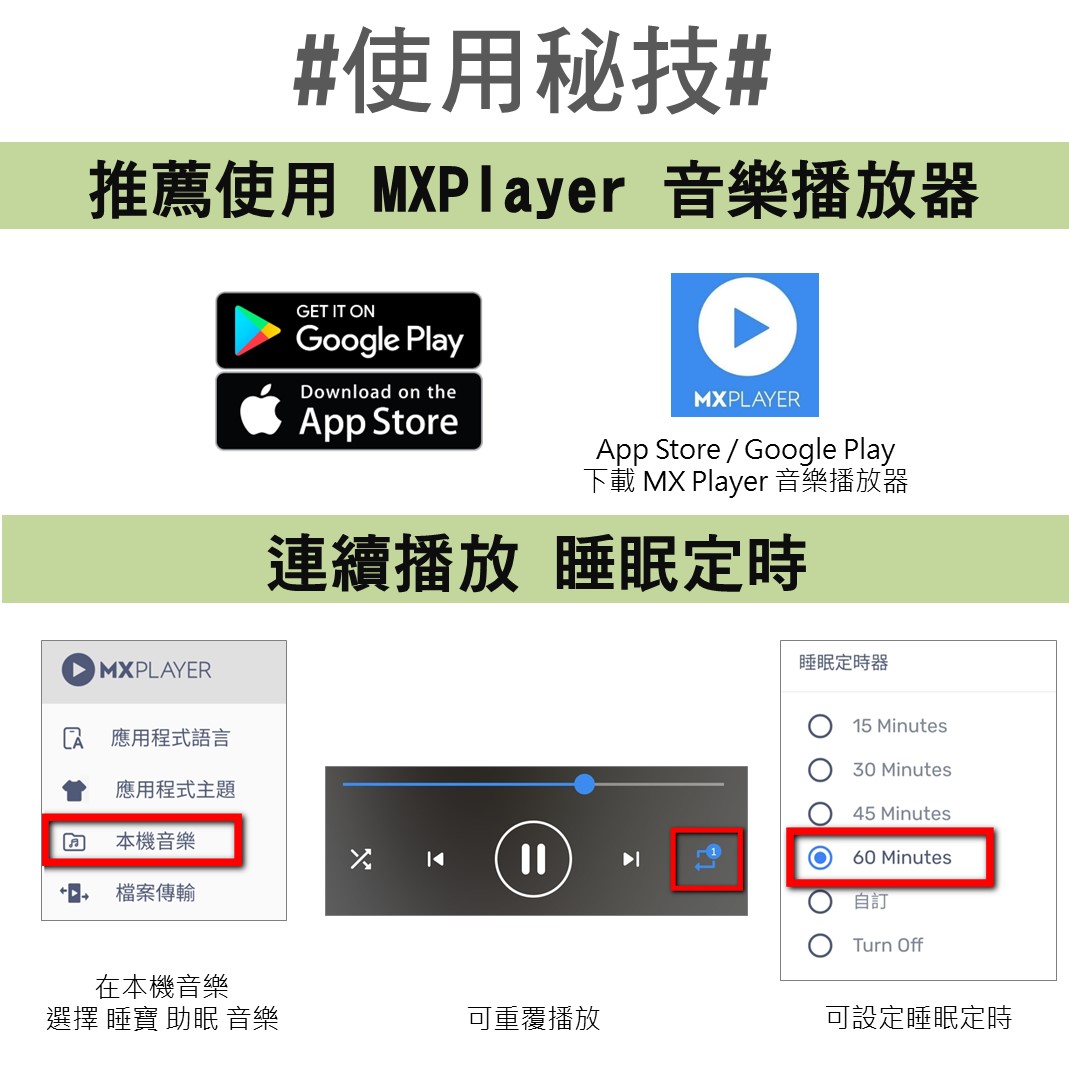 #使用秘技#
推薦使用 MXPlayer 音樂播放器
GET IT ON
Google Play
Download on the
App Store
MXPLAYER
App Store / Google Play
下載 MX Player 音樂播放器
連續播放 睡眠定時
MXPLAYER
應用程式語言
應用程式主題
本機音樂
檔案傳輸
在本機音樂
選擇 睡寶 助眠 音樂
1
可重覆播放
睡眠定時器
15 Minutes
30 Minutes
45 Minutes
60 Minutes
自訂
Turn Off
可設定睡眠定時